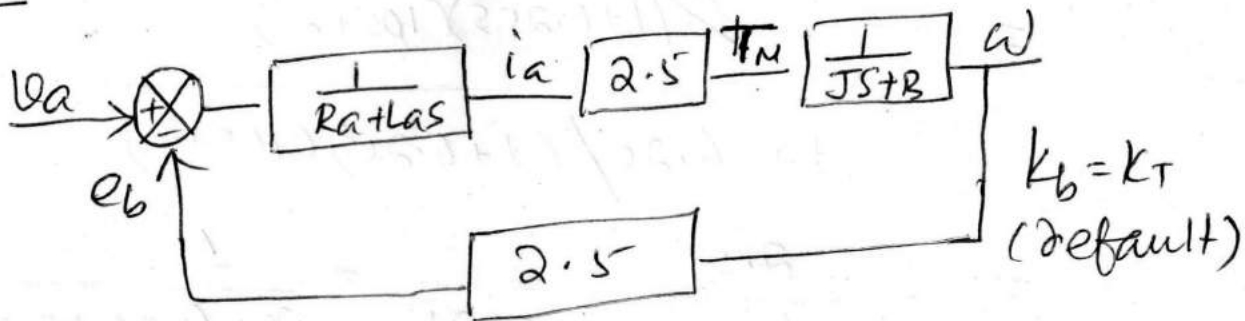 va
+
-
1
Ra+Las
ia
2.5
TM
1
JS+B
ω
eb
2.5
kb = KT
(default)